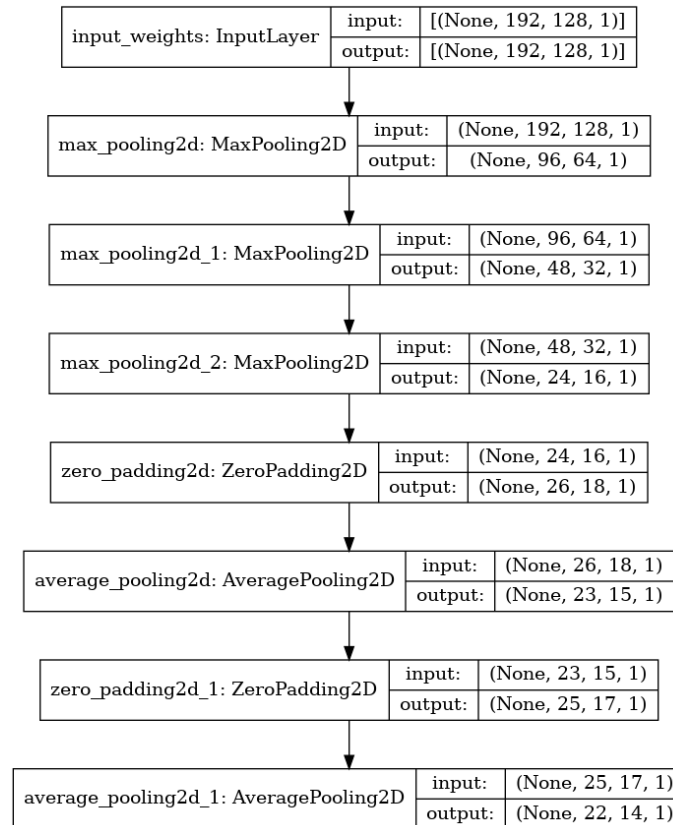 input_weights: InputLayer
input: [(None, 192, 128, 1)]
output: [(None, 192, 128, 1)]
max_pooling2d: MaxPooling2D
input: (None, 192, 128, 1)
output: (None, 96, 64, 1)
max_pooling2d_1: MaxPooling2D
input: (None, 96, 64, 1)
output: (None, 48, 32, 1)
max_pooling2d_2: MaxPooling2D
input: (None, 48, 32, 1)
output: (None, 24, 16, 1)
zero_padding2d: ZeroPadding2D
input: (None, 24, 16, 1)
output: (None, 26, 18, 1)
average_pooling2d: AveragePooling2D
input: (None, 26, 18, 1)
output: (None, 23, 15, 1)
zero_padding2d_1: ZeroPadding2D
input: (None, 23, 15, 1)
output: (None, 25, 17, 1)
average_pooling2d_1: AveragePooling2D
input: (None, 25, 17, 1)
output: (None, 22, 14, 1)